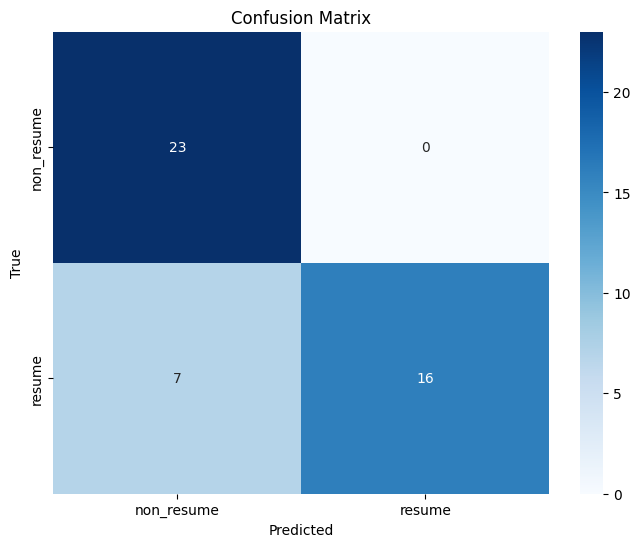 Confusion Matrix
True
non_resume
23
0
resume
7
16
non_resume
resume
Predicted
20
15
10
5
0